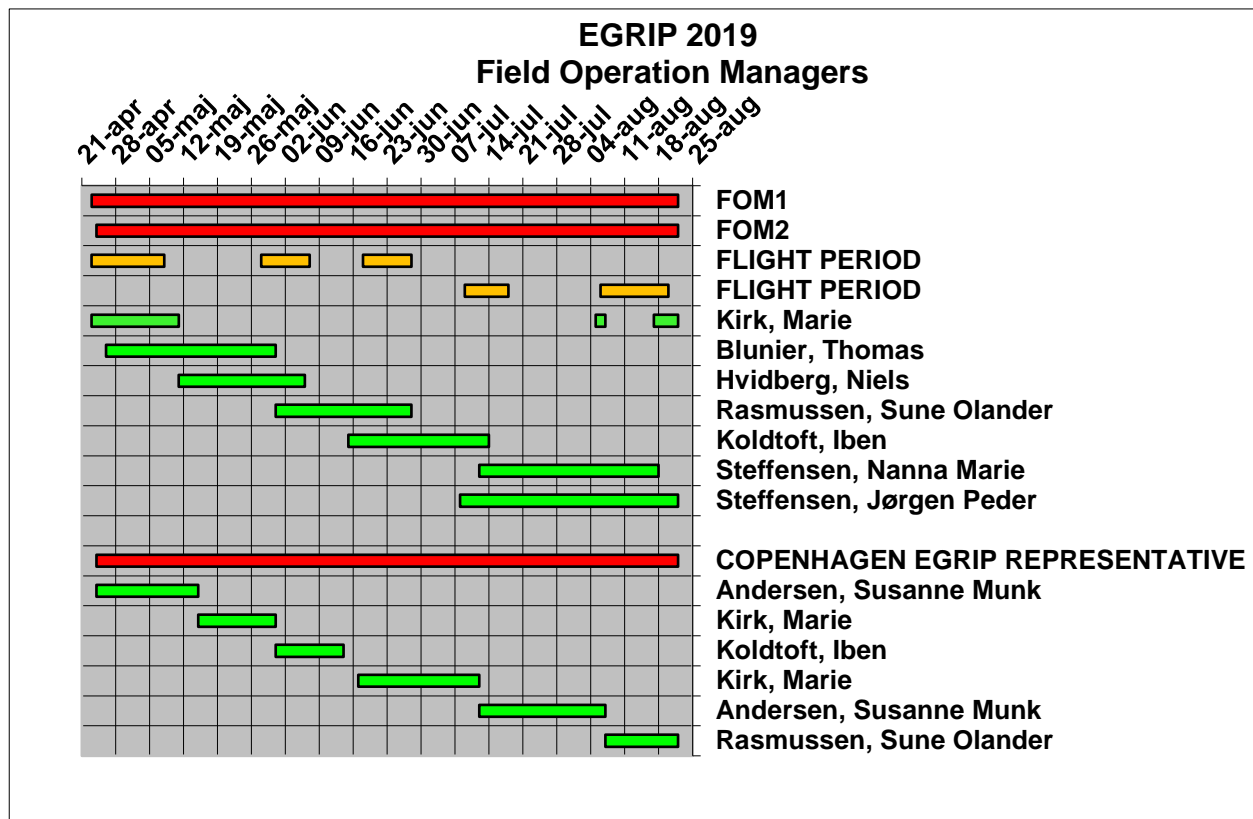 EGRIP 2019
Field Operation Managers
21-apr
28-apr
05-maj
12-maj
19-maj
26-maj
02-jun
09-jun
16-jun
23-jun
30-jun
07-jul
14-jul
21-jul
28-jul
04-aug
11-aug
18-aug
25-aug
FOM1
FOM2
FLIGHT PERIOD
FLIGHT PERIOD
Kirk, Marie
Blunier, Thomas
Hvidberg, Niels
Rasmussen, Sune Olander
Koldtoft, Iben
Steffensen, Nanna Marie
Steffensen, Jørgen Peder
COPENHAGEN EGRIP REPRESENTATIVE
Andersen, Susanne Munk
Kirk, Marie
Koldtoft, Iben
Kirk, Marie
Andersen, Susanne Munk
Rasmussen, Sune Olander